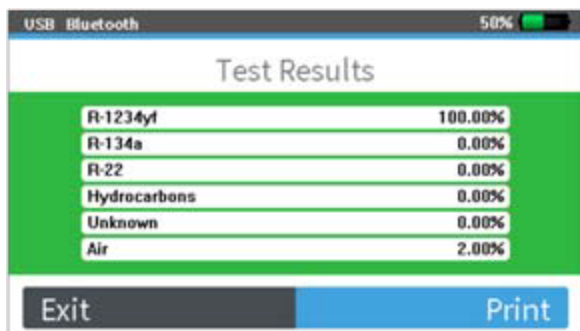 USB Bluetooth 50%
Test Results
R-1234yf 100.00%
R-134a 0.00%
R-22 0.00%
Hydrocarbons 0.00%
Unknown 0.00%
Air 2.00%
Exit Print